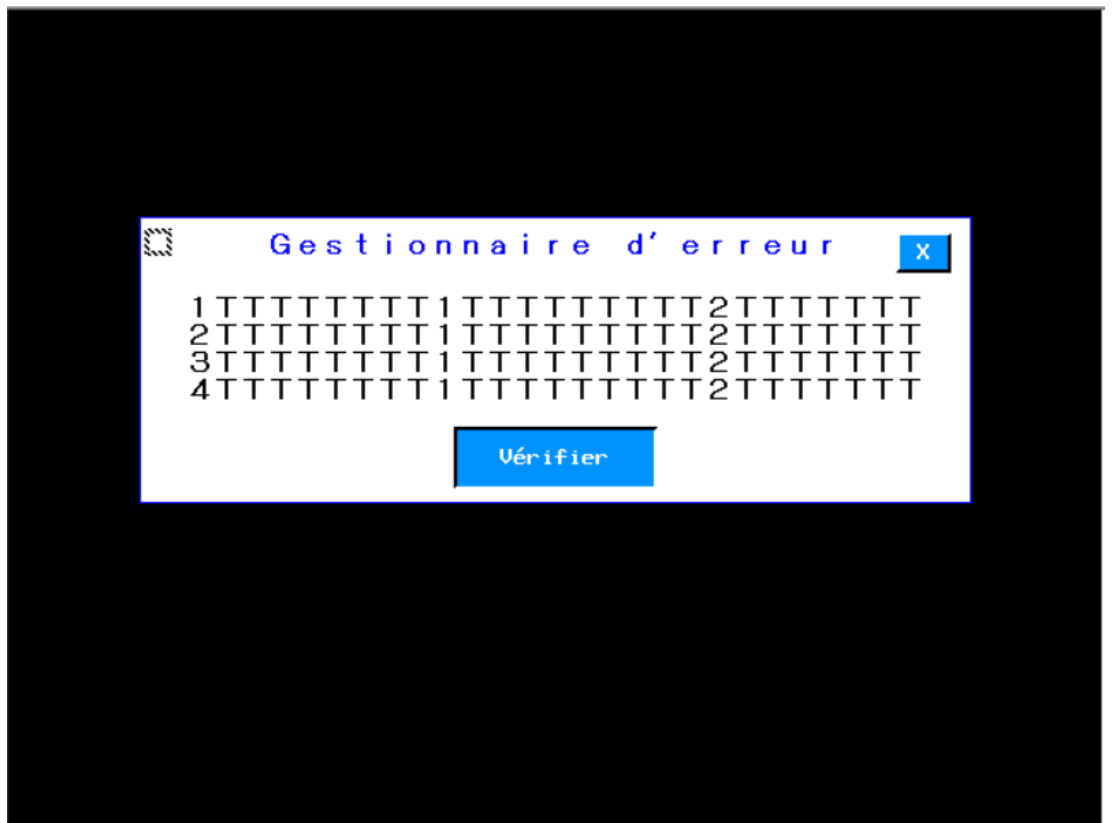 Gestionnaire d'erreur
X
1TTTTTTTT1TTTTTTTTT2TTTTTTT
2TTTTTTTT1TTTTTTTTT2TTTTTTT
3TTTTTTTT1TTTTTTTTT2TTTTTTT
4TTTTTTTT1TTTTTTTTT2TTTTTTT
Vérifier